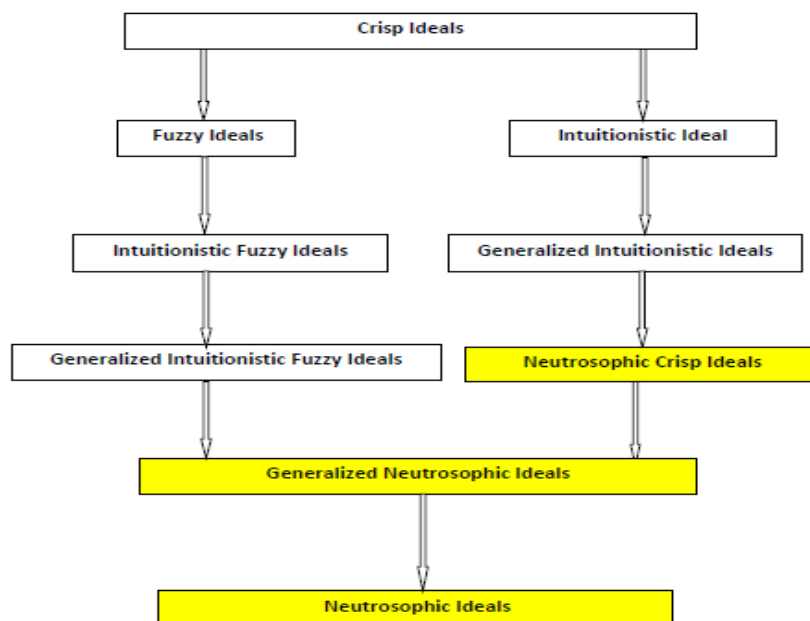 Crisp Ideals
Fuzzy Ideals
Intuitionistic Ideal
Intuitionistic Fuzzy Ideals
Generalized Intuitionistic Ideals
Generalized Intuitionistic Fuzzy Ideals
Neutrosophic Crisp Ideals
Generalized Neutrosophic Ideals
Neutrosophic Ideals